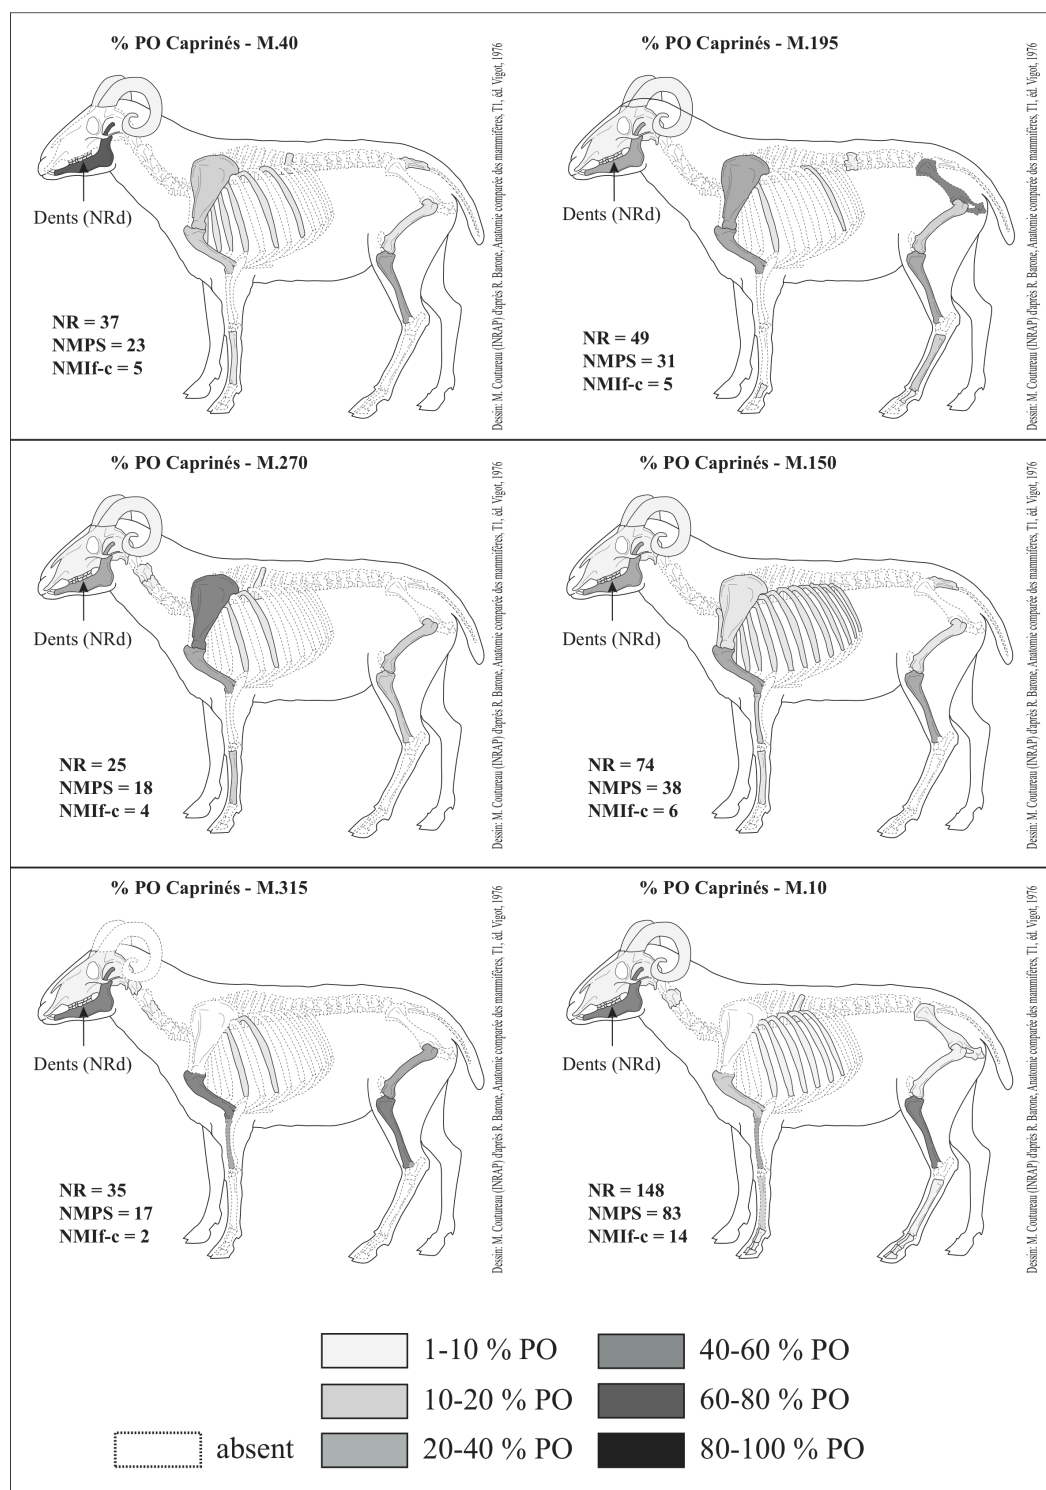 % PO Caprinés - M.40
Dents (NRd)
NR = 37
NMPS = 23
NMIf-c = 5
Dessin: M. Coutureau (INRAP) d'après R. Barone, Anatomie comparée des mammifères, T1, éd. Vigot, 1976
% PO Caprinés - M.195
Dents (NRd)
NR = 49
NMPS = 31
NMIf-c = 5
Dessin: M. Coutureau (INRAP) d'après R. Barone, Anatomie comparée des mammifères, T1, éd. Vigot, 1976
% PO Caprinés - M.270
Dents (NRd)
NR = 25
NMPS = 18
NMIf-c = 4
Dessin: M. Coutureau (INRAP) d'après R. Barone, Anatomie comparée des mammifères, T1, éd. Vigot, 1976
% PO Caprinés - M.150
Dents (NRd)
NR = 74
NMPS = 38
NMIf-c = 6
Dessin: M. Coutureau (INRAP) d'après R. Barone, Anatomie comparée des mammifères, T1, éd. Vigot, 1976
% PO Caprinés - M.315
Dents (NRd)
NR = 35
NMPS = 17
NMIf-c = 2
Dessin: M. Coutureau (INRAP) d'après R. Barone, Anatomie comparée des mammifères, T1, éd. Vigot, 1976
% PO Caprinés - M.10
Dents (NRd)
NR = 148
NMPS = 83
NMIf-c = 14
Dessin: M. Coutureau (INRAP) d'après R. Barone, Anatomie comparée des mammifères, T1, éd. Vigot, 1976
1-10 % PO
40-60 % PO
10-20 % PO
60-80 % PO
absent
20-40 % PO
80-100 % PO